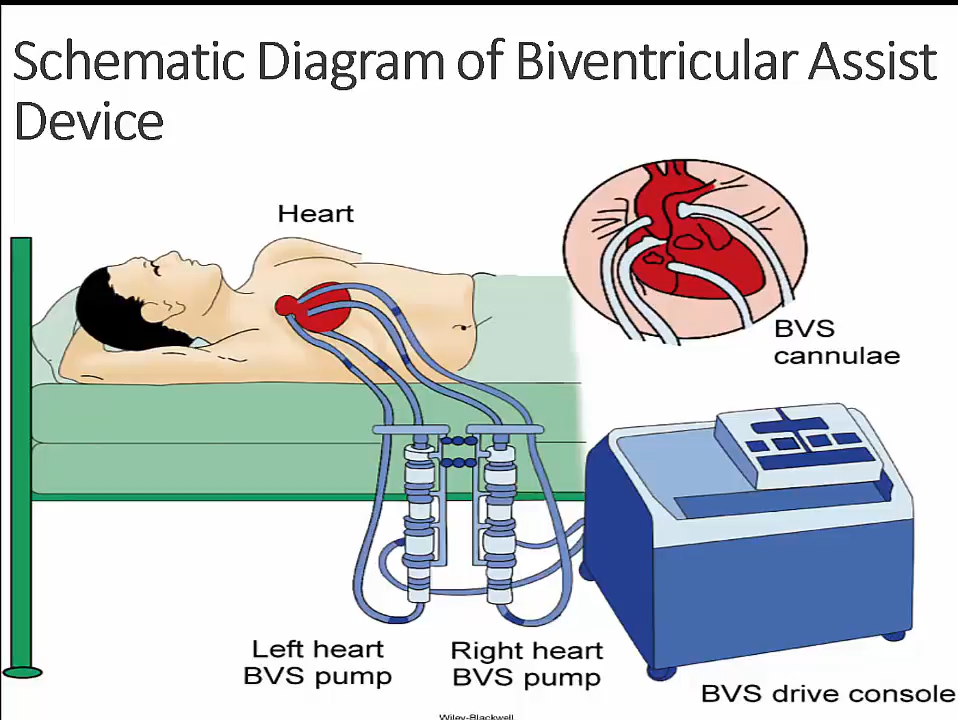 Schematic Diagram of Biventricular Assist
Device
Heart
BVS
cannulae
Left heart
BVS pump
Right heart
BVS pump
BVS drive console
Wiley-Blackwell